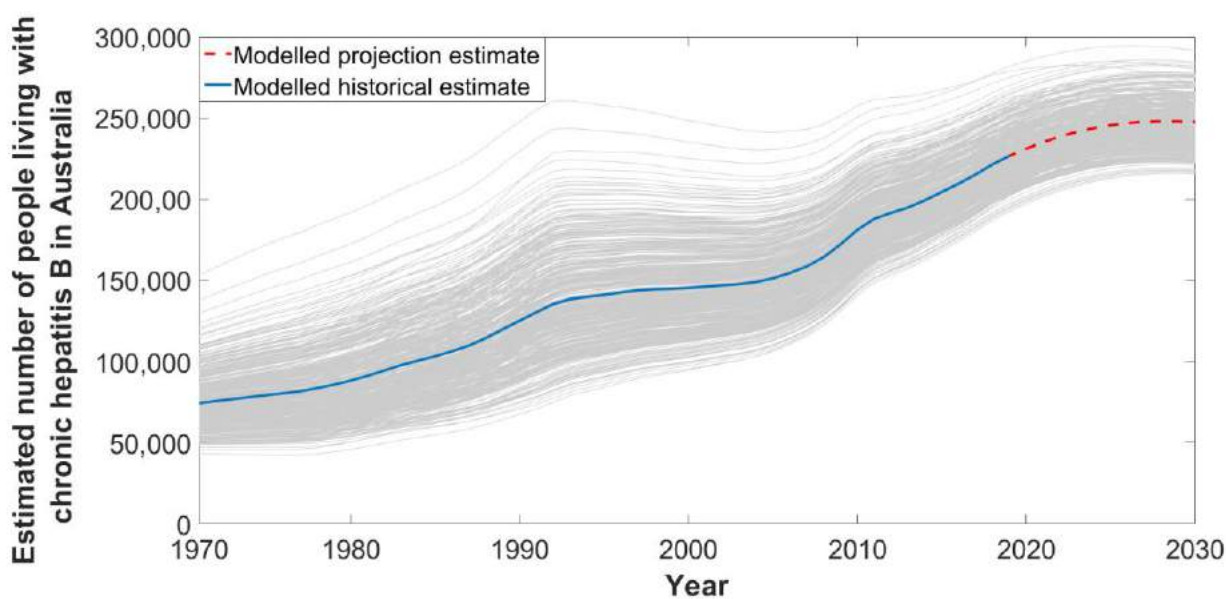 Estimated number of people living with
chronic hepatitis B in Australia
300,000
250,000
200,00
150,000
100,000
50,000
0
Modelled projection estimate
Modelled historical estimate
1970 1980 1990 2000 2010 2020 2030
Year